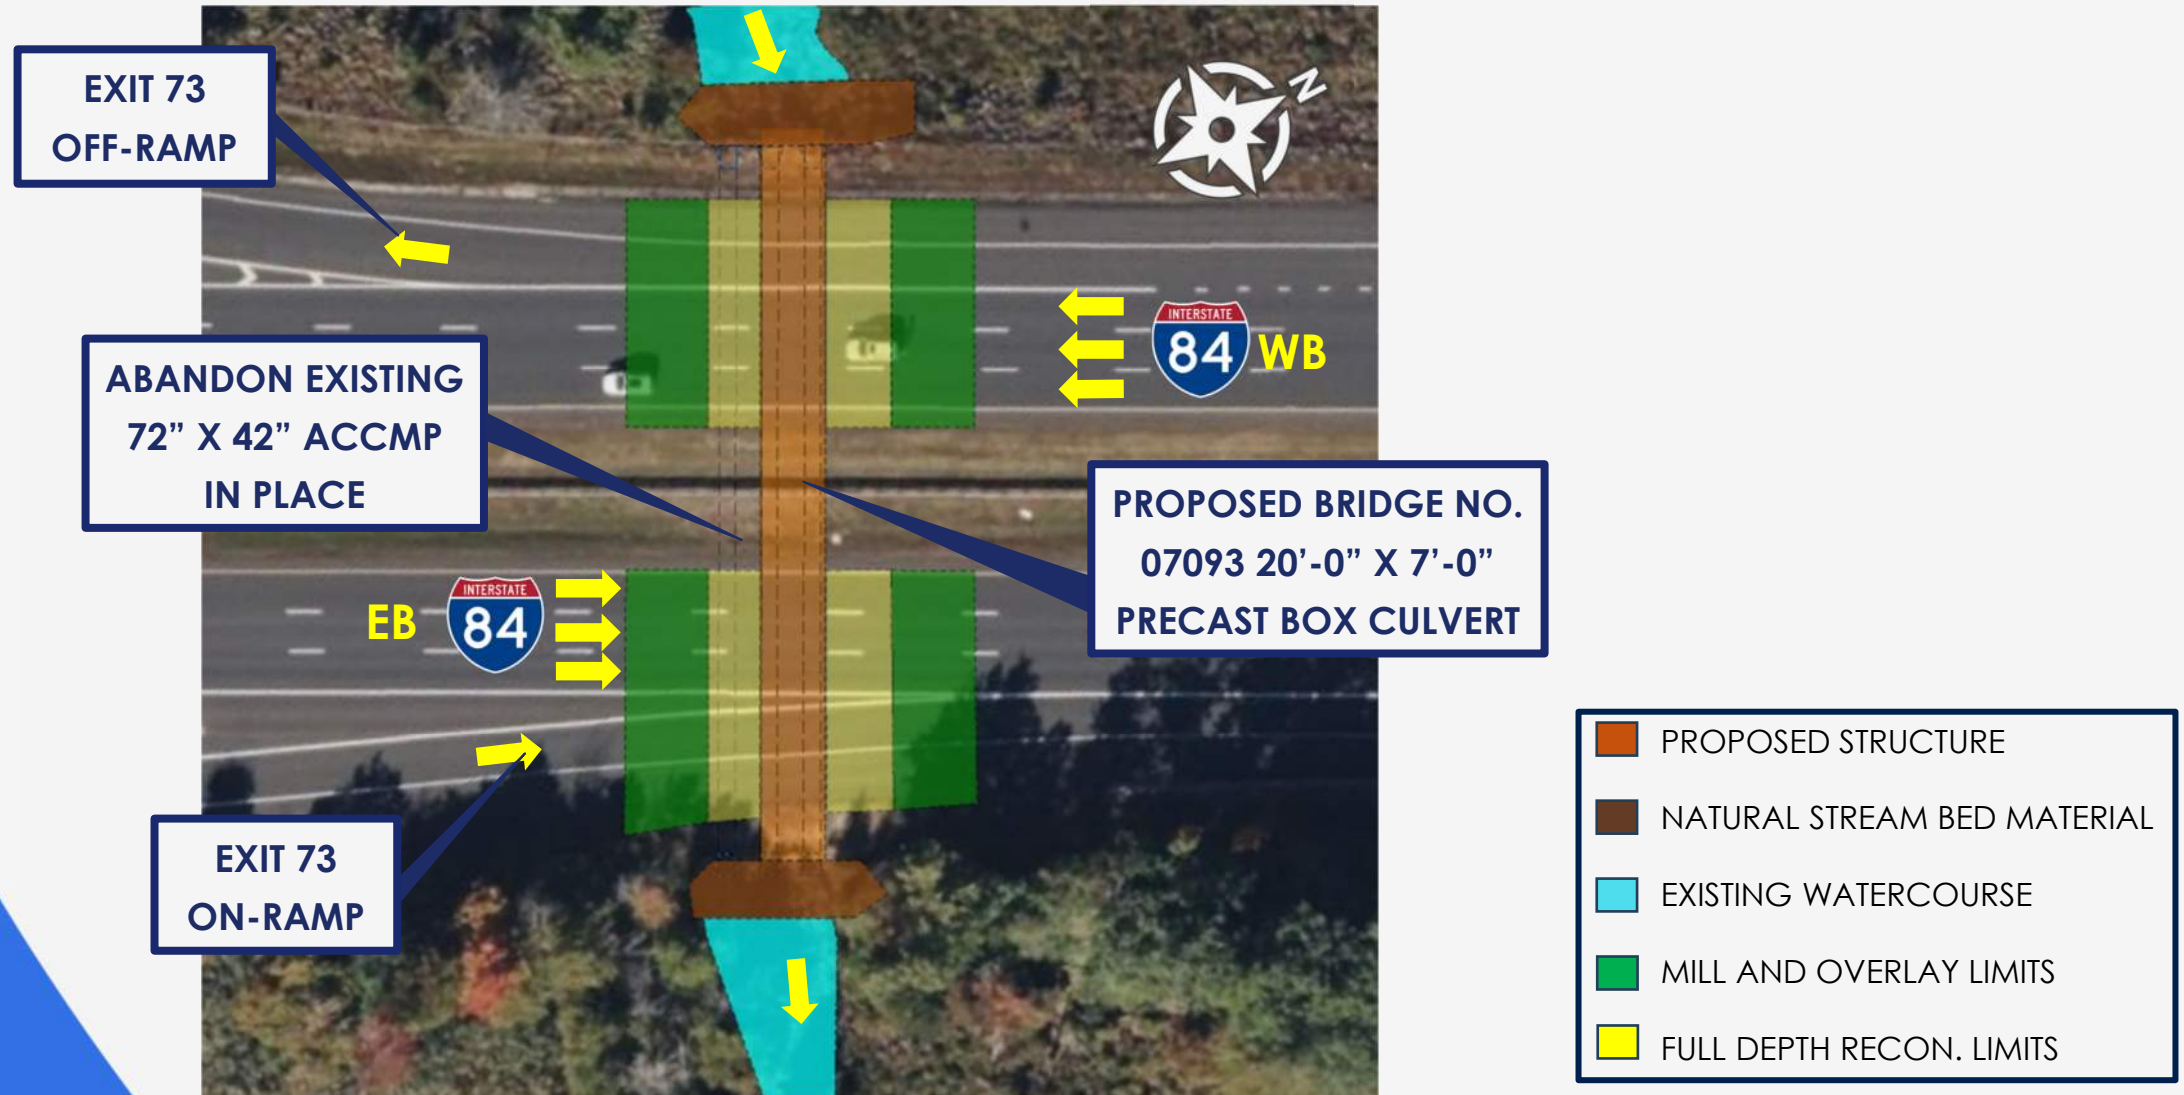 EXIT 73
OFF-RAMP
N
INTERSTATE
84
WB
ABANDON EXISTING
72” X 42” ACCMP
IN PLACE
PROPOSED BRIDGE NO.
07093 20’-0” X 7’-0”
PRECAST BOX CULVERT
EB
INTERSTATE
84
EXIT 73
ON-RAMP
PROPOSED STRUCTURE
NATURAL STREAM BED MATERIAL
EXISTING WATERCOURSE
MILL AND OVERLAY LIMITS
FULL DEPTH RECON. LIMITS